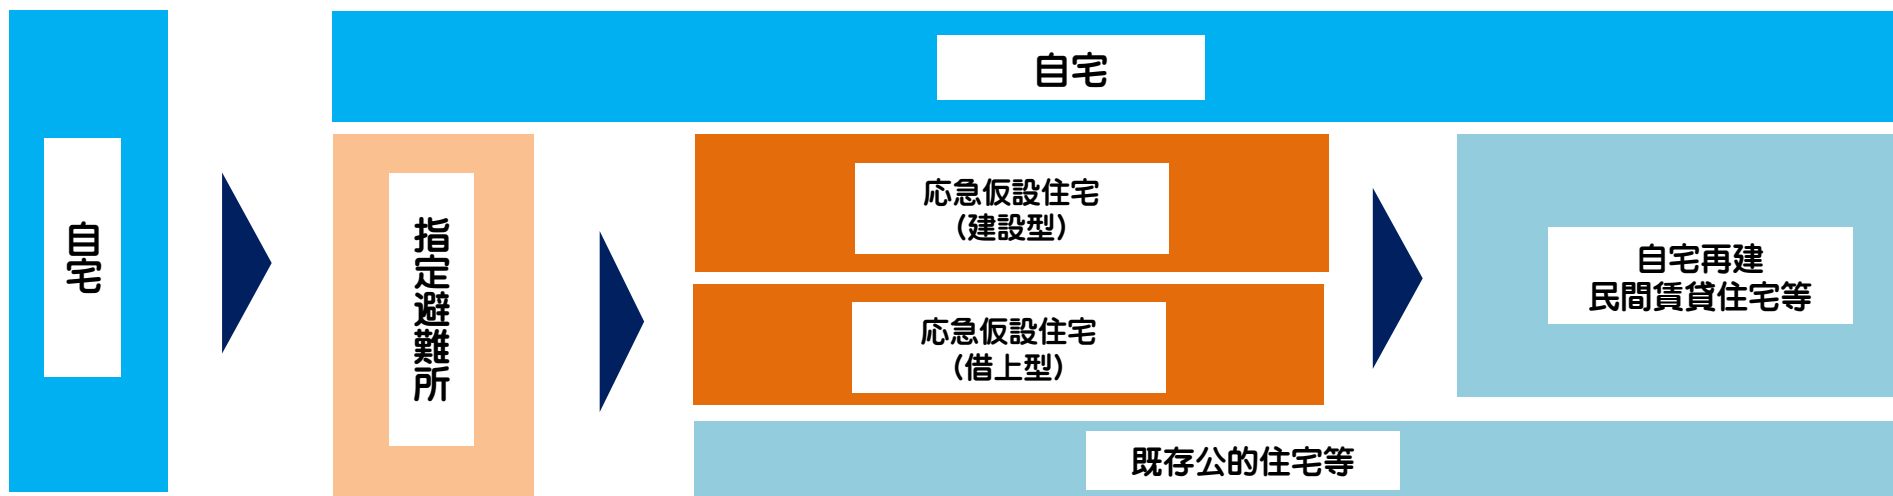 自宅
自宅
指定避難所
応急仮設住宅
(建設型)
応急仮設住宅
(借上型)
自宅再建
民間賃貸住宅等
既存公的住宅等